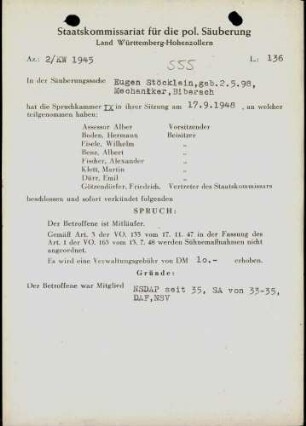 Staatskommissariat für die pol. Säuberung
Land Württemberg-Hohenzollern
Az.: 2/KW 1945
555
L.: 136
In der Säuberungssache Eugen Stöcklein, geb. 2.5.98,
Mechaniker, Biberach
hat die Spruchkammer IX in ihrer Sitzung am 17.9.1948, an welcher
teilgenommen haben:
Assessor Alber Vorsitzender
Boden, Hermann Beisitzer
Eisele, Wilhelm „
Benz, Albert „
Fischer, Alexander „
Klett, Martin „
Dürr, Emil „
Götzendörfer, Friedrich. Vertreter des Staatskommissars
beschlossen und sofort verkündet folgenden
SPRUCH:
Der Betroffene ist Mitläufer.
Gemäß Art. 3 der VO. 133 vom 17. 11. 47 in der Fassung des
Art. 1 der VO. 165 vom 13. 7. 48 werden Sühnemaßnahmen nicht
angeordnet.
Es wird eine Verwaltungsgebühr von DM 10.- erhoben.
Gründe:
Der Betroffene war Mitglied NSDAP seit 35, SA von 33-35,
DAF, NSV